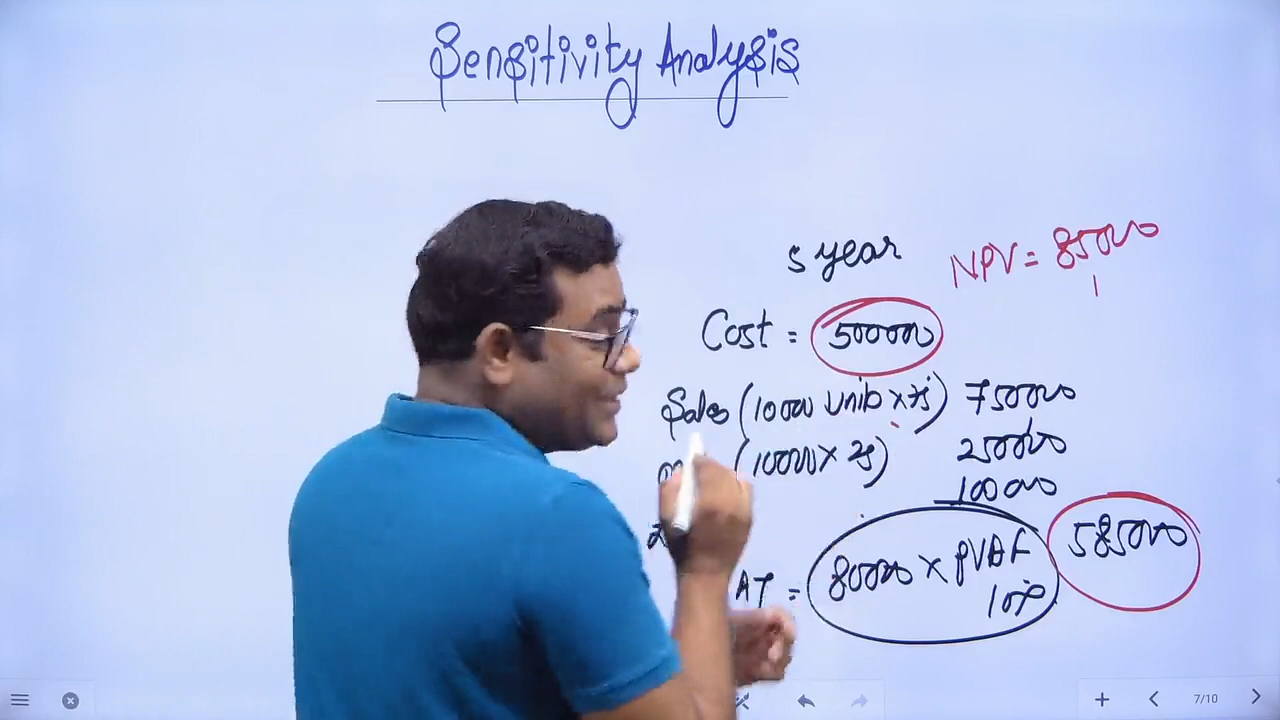 Sensitivity Analysis
5 year
NPV = 85000
Cost = 500000
Sales (10000 units × 75) 750000
(10000 × 25) 250000
100000
AT = 80000 × PVAF 585000
10%
7/10